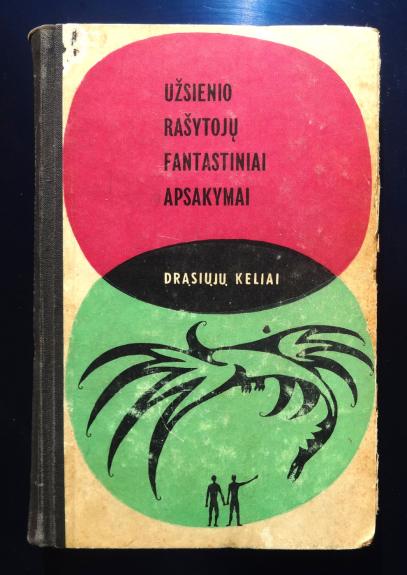 UŽSIENIO
RAŠYTOJŲ
FANTASTINIAI
APSAKYMAI
DRĄSIŲJŲ KELIAI